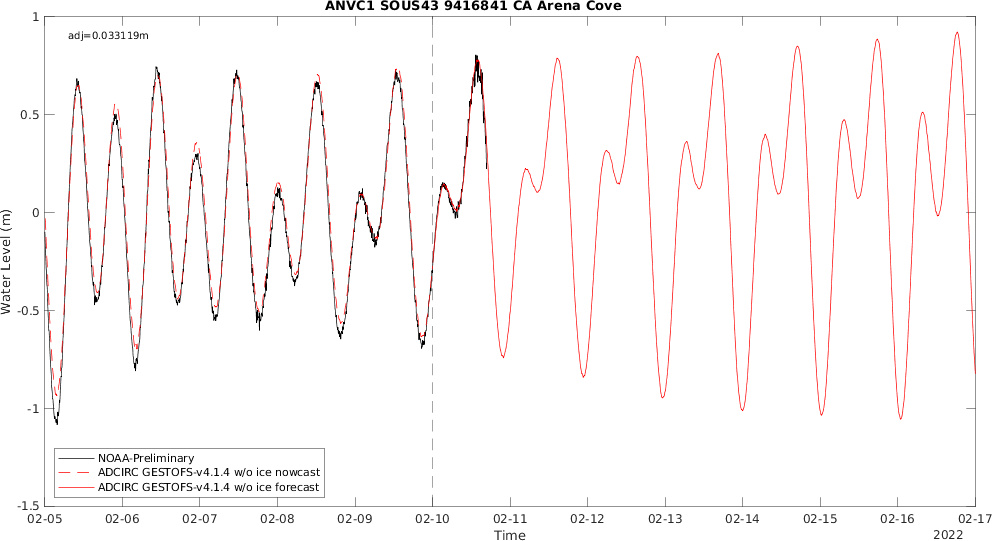 ANVC1 SOUS43 9416841 CA Arena Cove
adj=0.033119m
1
0.5
0
-0.5
-1
-1.5
Water Level (m)
NOAA-Preliminary
ADCIRC GESTOFS-v4.1.4 w/o ice nowcast
ADCIRC GESTOFS-v4.1.4 w/o ice forecast
02-05 02-06 02-07 02-08 02-09 02-10 02-11 02-12 02-13 02-14 02-15 02-16 02-17
Time
2022